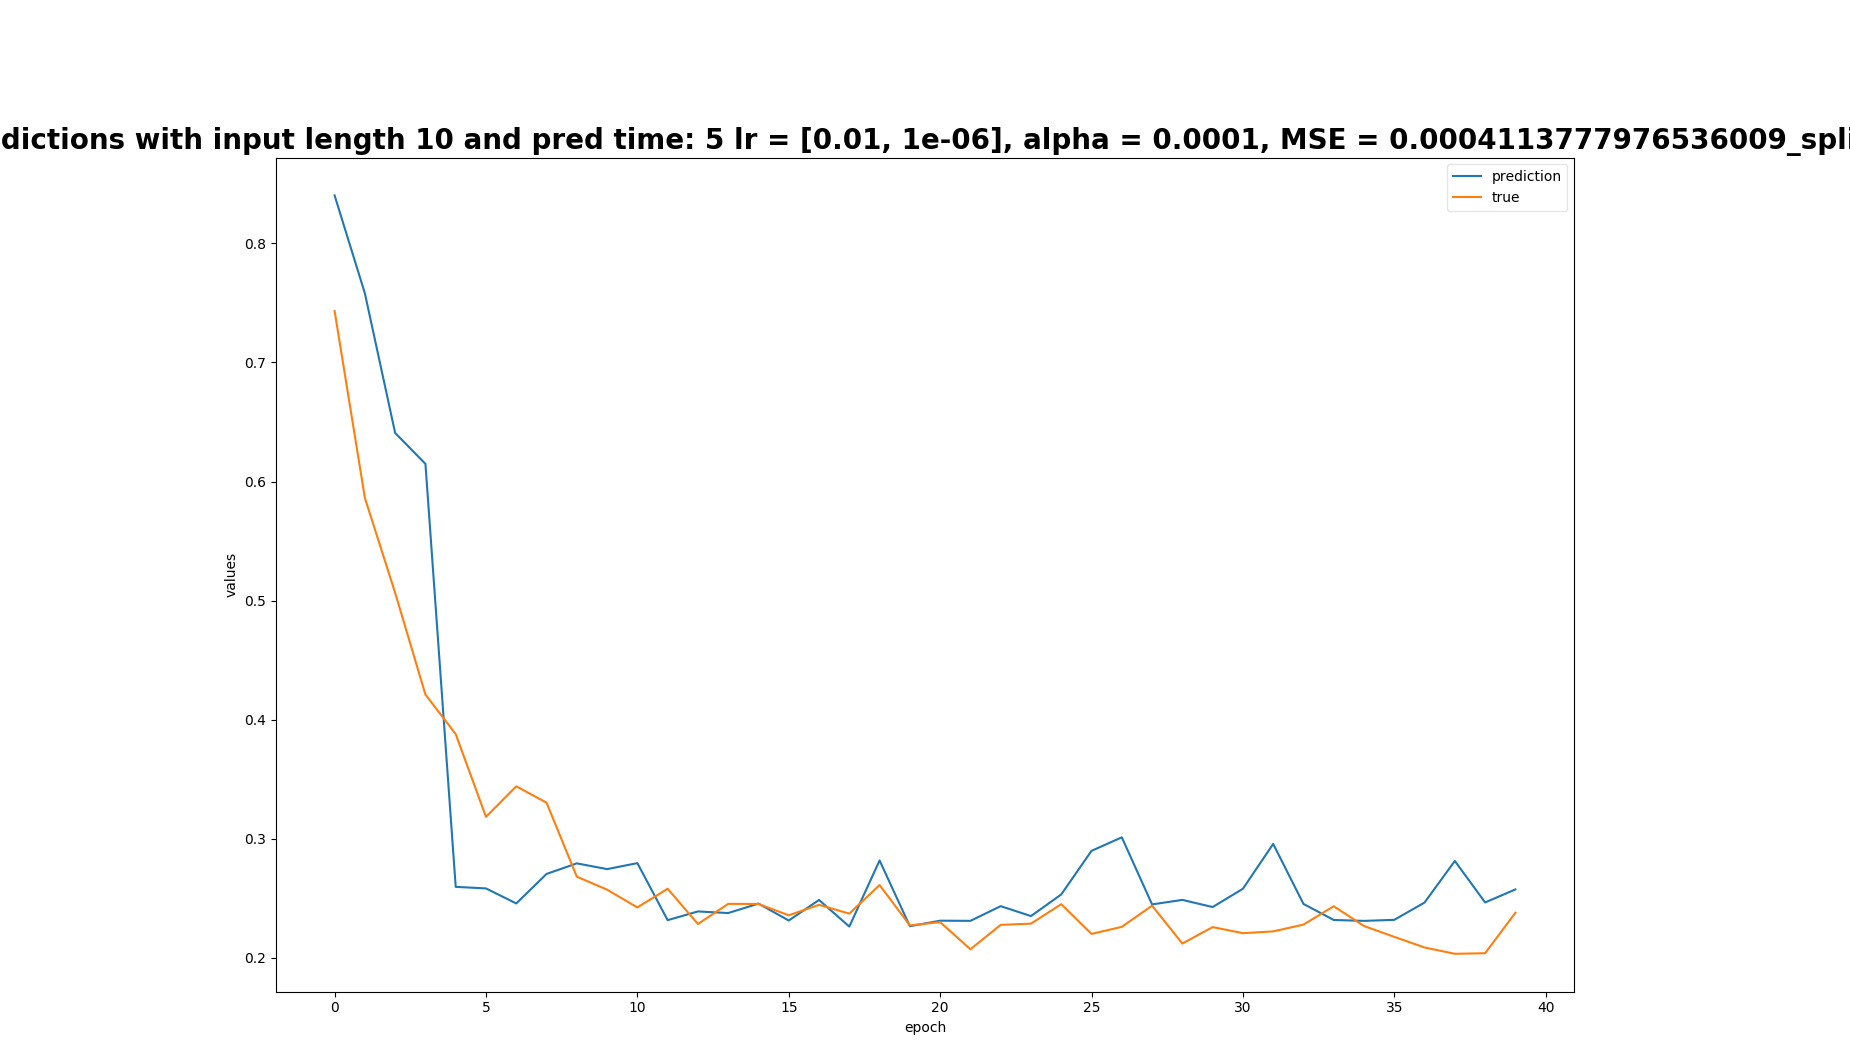 dictions with input length 10 and pred time: 5 lr = [0.01, 1e-06], alpha = 0.0001, MSE = 0.0004113777976536009_spli
prediction
true
0.8
0.7
0.6
0.5
0.4
0.3
0.2
values
0 5 10 15 20 25 30 35 40
epoch